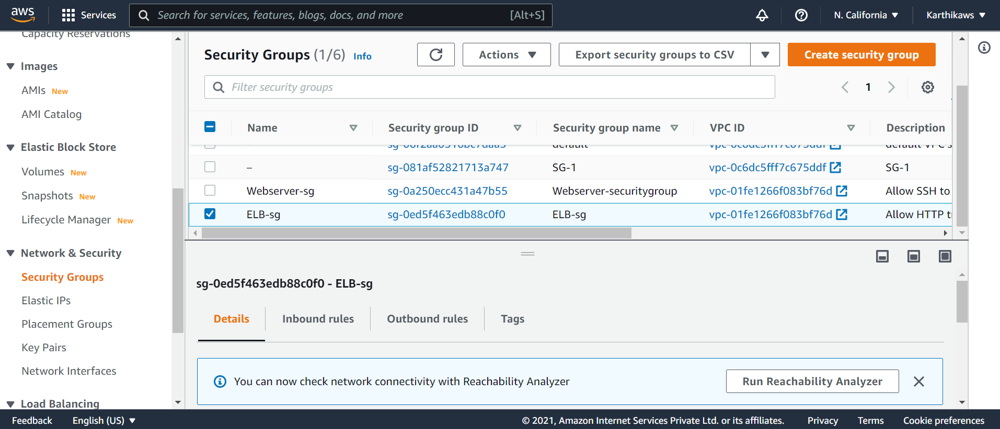 aws
Services
Search for services, features, blogs, docs, and more
[Alt+S]
N. California
Karthikaws
Capacity Reservations
Images
AMIs New
AMI Catalog
Elastic Block Store
Volumes New
Snapshots New
Lifecycle Manager New
Network & Security
Security Groups
Elastic IPs
Placement Groups
Key Pairs
Network Interfaces
Load Balancing
Security Groups (1/6) Info
Actions
Export security groups to CSV
Create security group
Filter security groups
1
Name Security group ID Security group name VPC ID Description
default
– sg-081af52821713a747 SG-1 vpc-0c6dc5fff7c675ddf SG-1
Webserver-sg sg-0a250ecc431a47b55 Webserver-securitygroup vpc-01fe1266f083bf76d Allow SSH to
ELB-sg sg-0ed5f463edb88c0f0 ELB-sg vpc-01fe1266f083bf76d Allow HTTP
sg-0ed5f463edb88c0f0 - ELB-sg
Details Inbound rules Outbound rules Tags
You can now check network connectivity with Reachability Analyzer
Run Reachability Analyzer
Feedback English (US)
© 2021, Amazon Internet Services Private Ltd. or its affiliates. Privacy Terms Cookie preferences